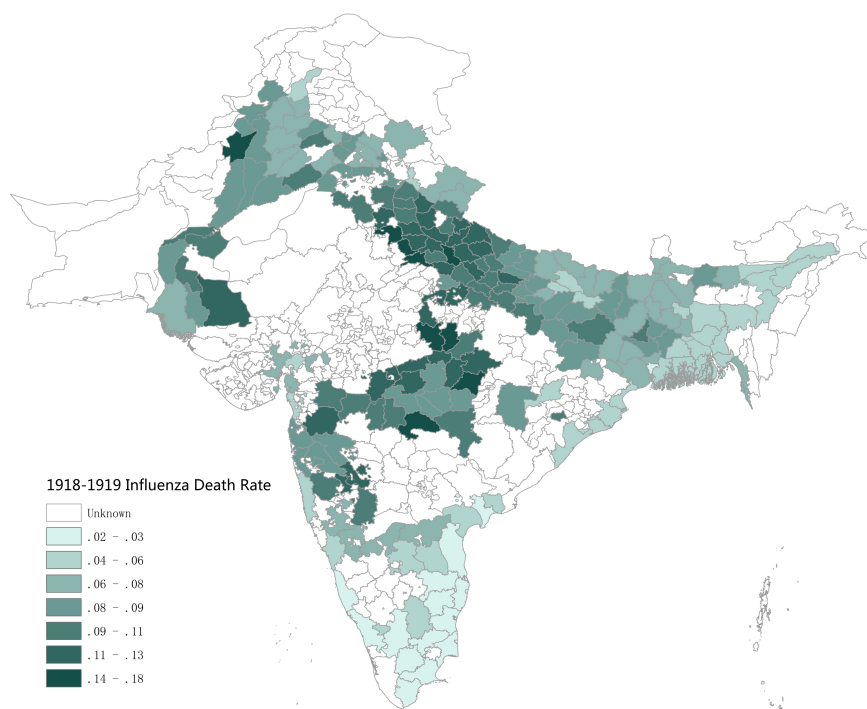 1918-1919 Influenza Death Rate
Unknown
.02 - .03
.04 - .06
.06 - .08
.08 - .09
.09 - .11
.11 - .13
.14 - .18